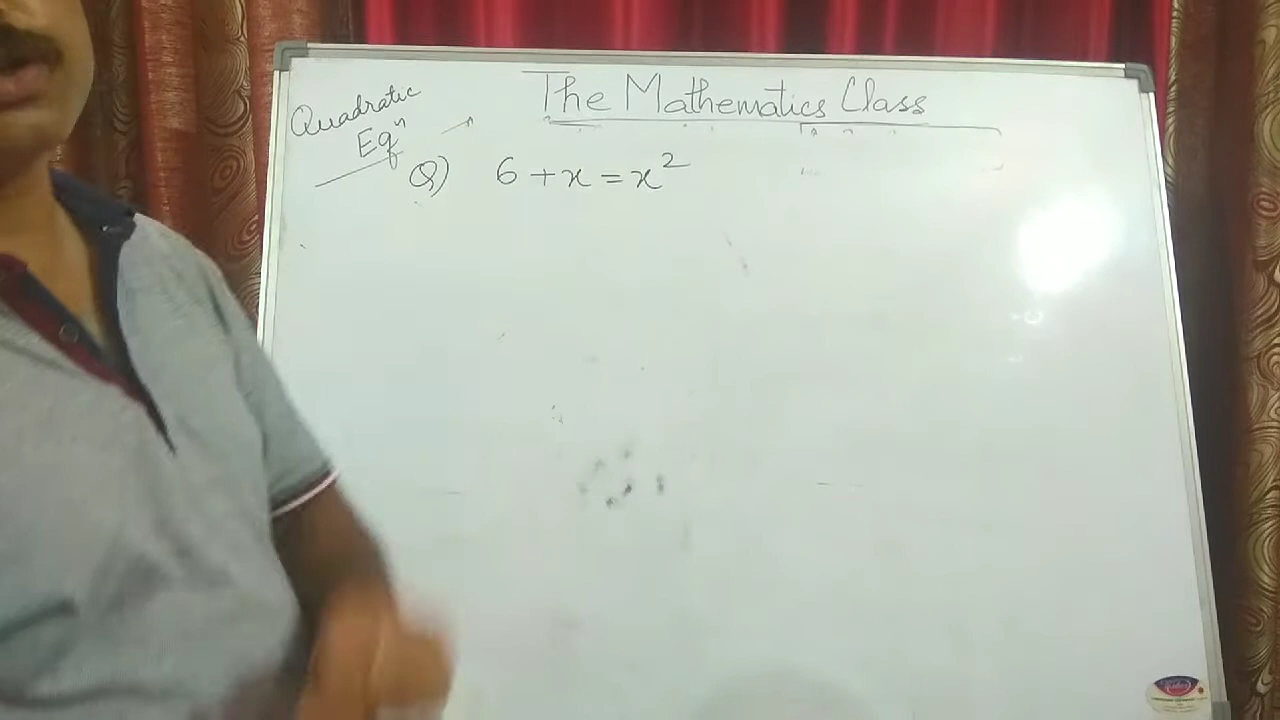 The Mathematics Class
Quadratic
Eqⁿ
Q) 6 + x = x²